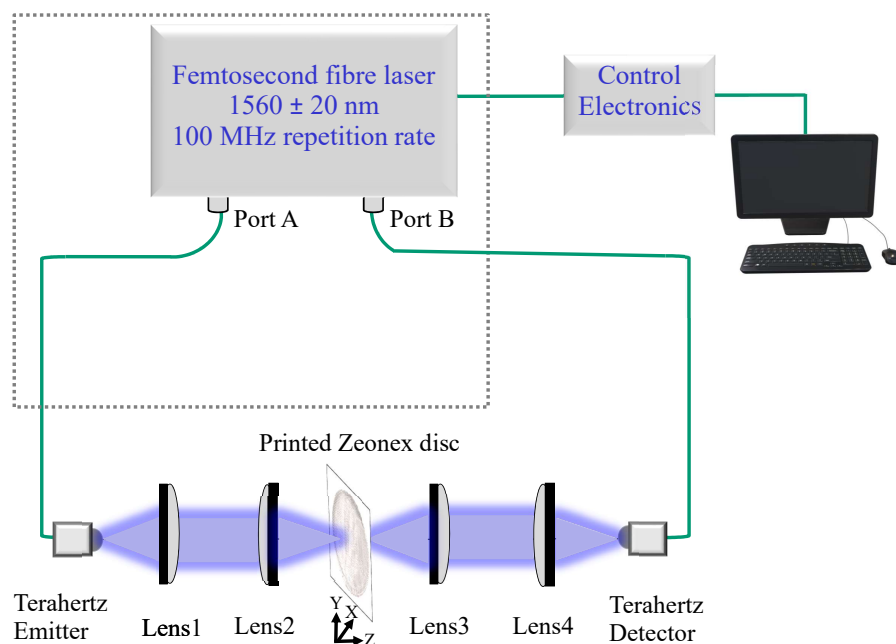 Femtosecond fibre laser
1560 ± 20 nm
100 MHz repetition rate
Control
Electronics
Port A
Port B
Printed Zeonex disc
Terahertz
Emitter
Lens1
Lens2
Y
X
Z
Lens3
Lens4
Terahertz
Detector